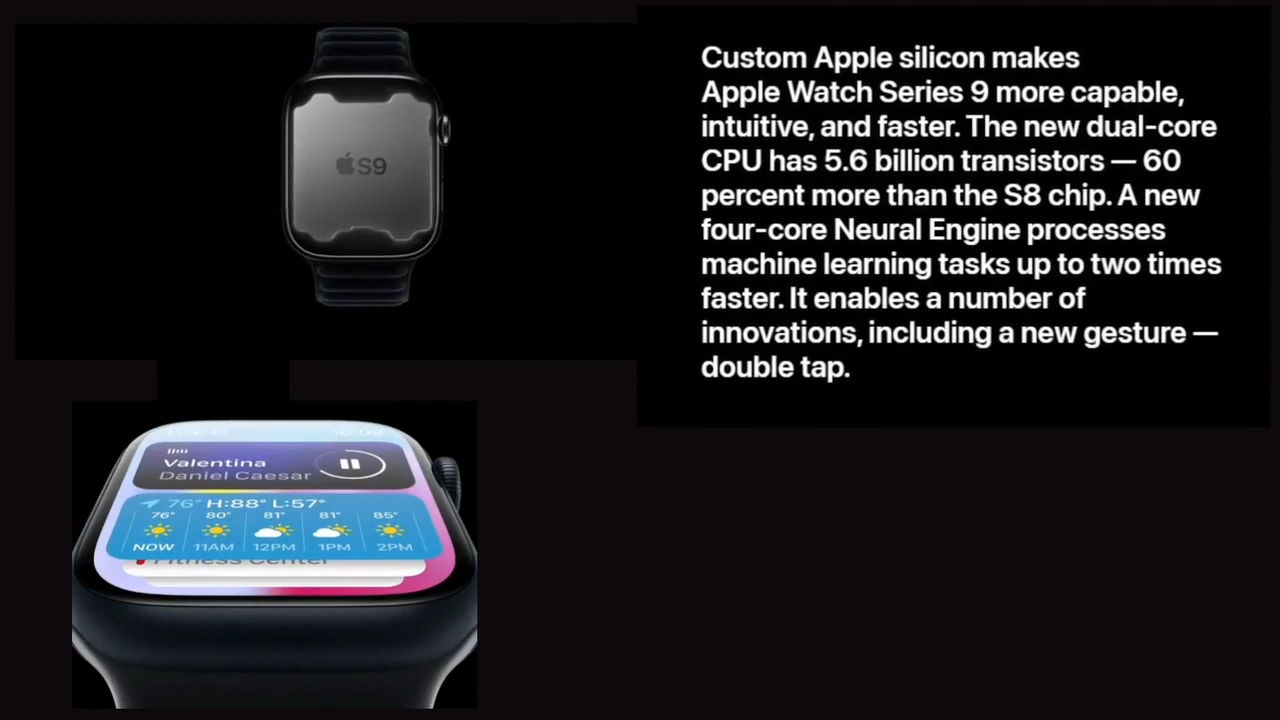 S9
Custom Apple silicon makes
Apple Watch Series 9 more capable,
intuitive, and faster. The new dual-core
CPU has 5.6 billion transistors — 60
percent more than the S8 chip. A new
four-core Neural Engine processes
machine learning tasks up to two times
faster. It enables a number of
innovations, including a new gesture —
double tap.
Valentina
Daniel Caesar
76° H:88° L:57°
76° 80° 81° 81° 85°
NOW 11AM 12PM 1PM 2PM
Fitness Center